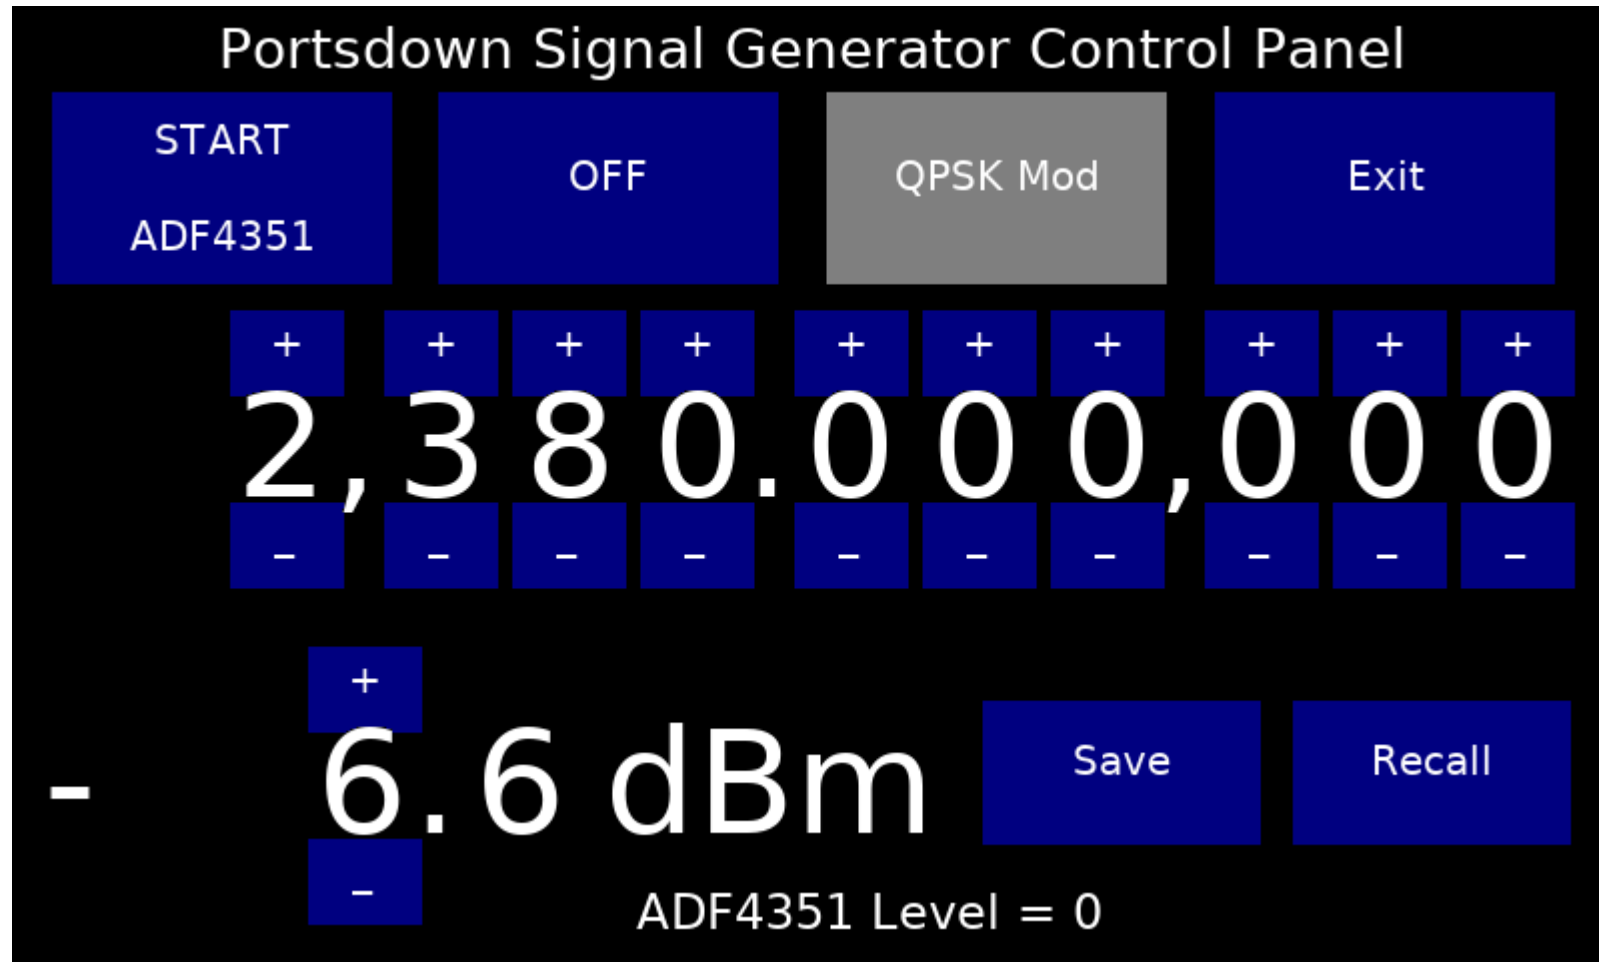 Portsdown Signal Generator Control Panel
START
ADF4351
OFF
QPSK Mod
Exit
+ + + + + + + + + +
2,380.000,000
– – – – – – – – – –
+
- 6.6 dBm
–
Save
Recall
ADF4351 Level = 0